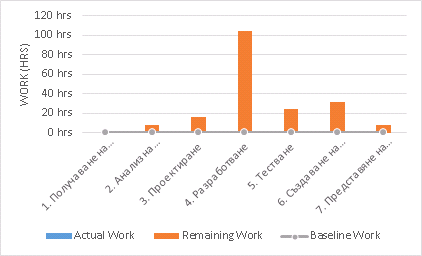 120 hrs
100 hrs
80 hrs
60 hrs
40 hrs
20 hrs
0 hrs
WORK (HRS)
1. Получаване на...
2. Анализ на...
3. Проектиране
4. Разработване
5. Тестване
6. Създаване на...
7. Представяне на...
Actual Work
Remaining Work
Baseline Work